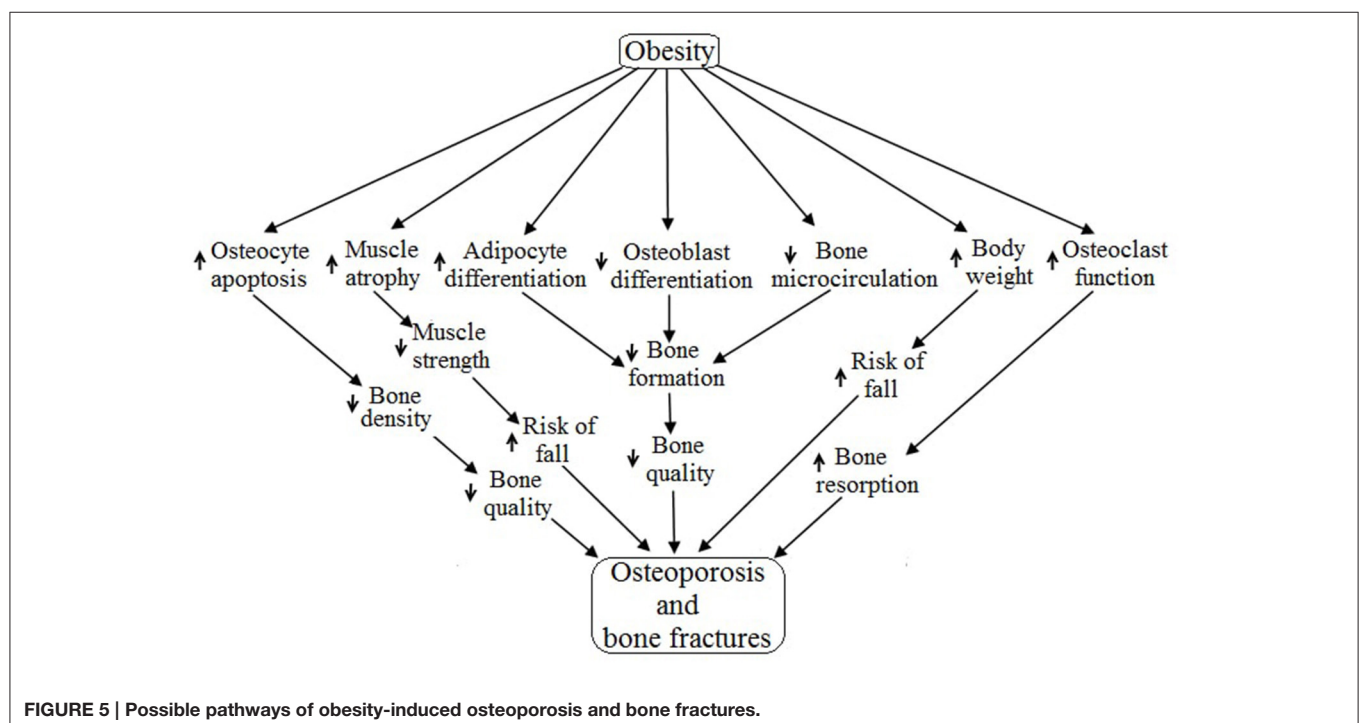 Obesity
↑ Osteocyte
apoptosis
↑ Muscle
atrophy
↑ Adipocyte
differentiation
↓ Osteoblast
differentiation
↓ Bone
microcirculation
↑ Body
weight
↑ Osteoclast
function
↓ Muscle
strength
↓ Bone
formation
↑ Risk of
fall
↓ Bone
density
↑ Risk of
fall
↓ Bone
quality
↑ Bone
resorption
↓ Bone
quality
Osteoporosis
and
bone fractures
FIGURE 5 | Possible pathways of obesity-induced osteoporosis and bone fractures.